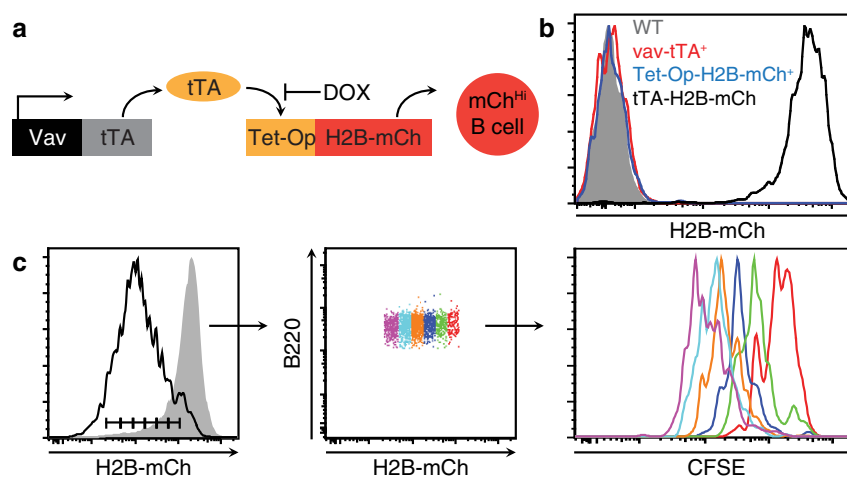 a
tTA
DOX
Vav
tTA
Tet-Op
H2B-mCh
mCh^Hi
B cell
b
WT
vav-tTA⁺
Tet-Op-H2B-mCh⁺
tTA-H2B-mCh
H2B-mCh
c
H2B-mCh
B220
H2B-mCh
CFSE